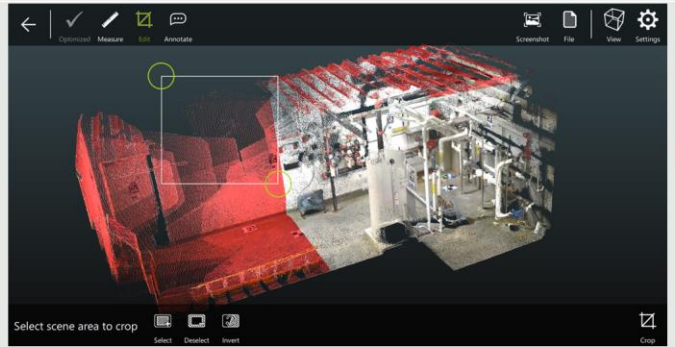 Optimized Measure Edit Annotate Screenshot File View Settings
Select scene area to crop Select Deselect Invert Crop